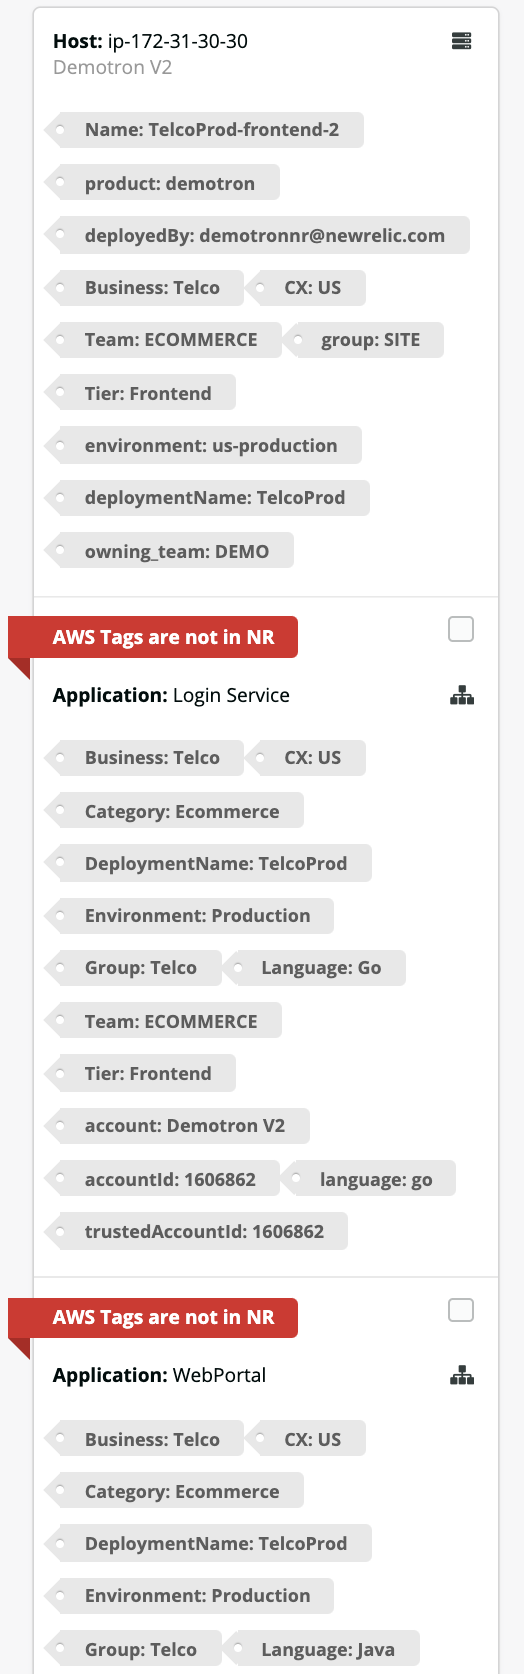 Host: ip-172-31-30-30
Demotron V2
Name: TelcoProd-frontend-2
product: demotron
deployedBy: demotronnr@newrelic.com
Business: Telco CX: US
Team: ECOMMERCE group: SITE
Tier: Frontend
environment: us-production
deploymentName: TelcoProd
owning_team: DEMO
AWS Tags are not in NR
Application: Login Service
Business: Telco CX: US
Category: Ecommerce
DeploymentName: TelcoProd
Environment: Production
Group: Telco Language: Go
Team: ECOMMERCE
Tier: Frontend
account: Demotron V2
accountId: 1606862 language: go
trustedAccountId: 1606862
AWS Tags are not in NR
Application: WebPortal
Business: Telco CX: US
Category: Ecommerce
DeploymentName: TelcoProd
Environment: Production
Group: Telco Language: Java